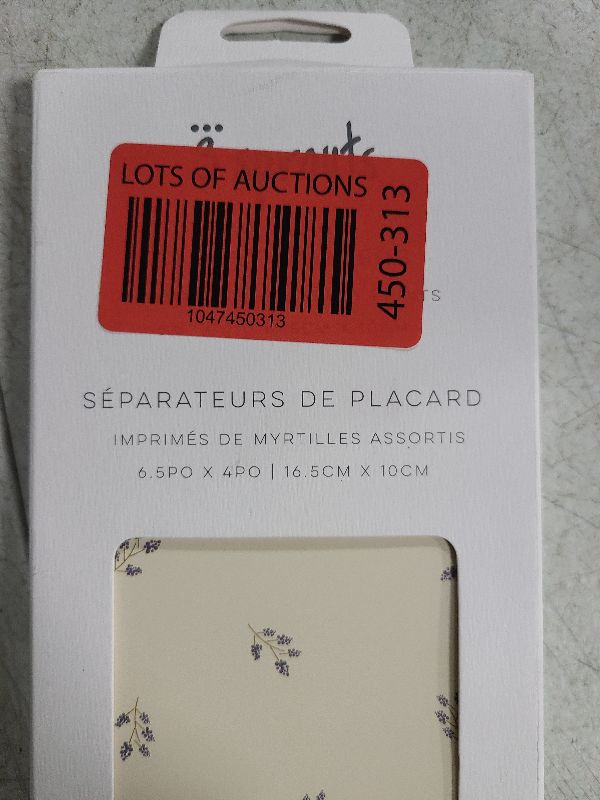 LOTS OF AUCTIONS
450-313
1047450313
SÉPARATEURS DE PLACARD
IMPRIMÉS DE MYRTILLES ASSORTIS
6.5PO X 4PO | 16.5CM X 10CM